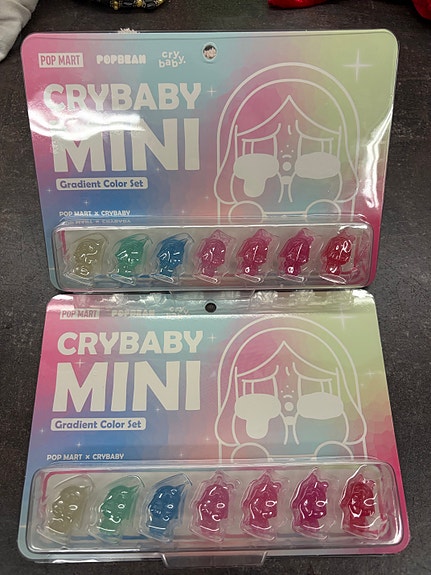 POP MART POPBEAN cry baby.
CRYBABY
MINI
Gradient Color Set
POP MART × CRYBABY
POP MART POPBEAN
CRYBABY
MINI
Gradient Color Set
POP MART × CRYBABY